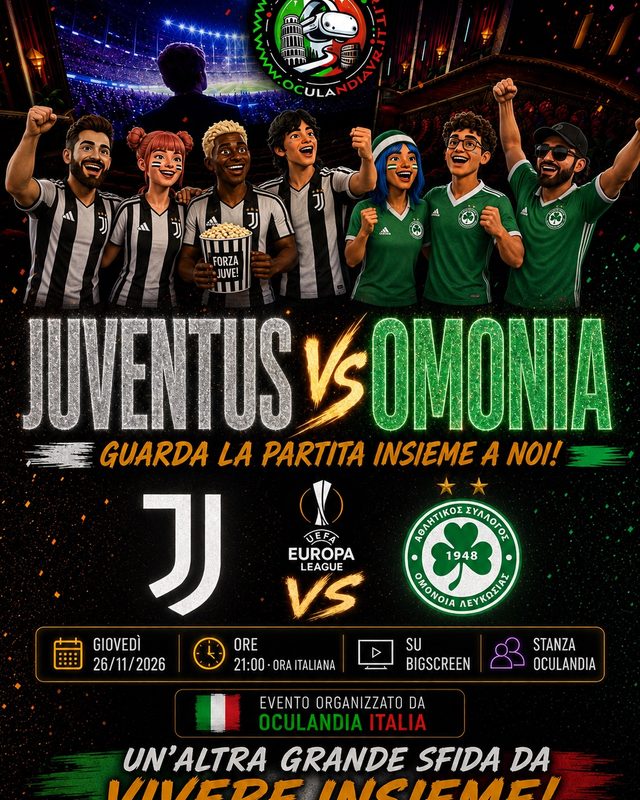 WWW.OCULANDIAVR.IT
FORZA
JUVE!
JUVENTUS VS OMONIA
GUARDA LA PARTITA INSIEME A NOI!
UEFA
EUROPA
LEAGUE
VS
ΑΘΛΗΤΙΚΟΣ ΣΥΛΛΟΓΟΣ
1948
ΟΜΟΝΟΙΑ ΛΕΥΚΩΣΙΑΣ
GIOVEDÌ
26/11/2026
ORE
21:00 · ORA ITALIANA
SU
BIGSCREEN
STANZA
OCULANDIA
EVENTO ORGANIZZATO DA
OCULANDIA ITALIA
UN'ALTRA GRANDE SFIDA DA
VIVERE INSIEME!